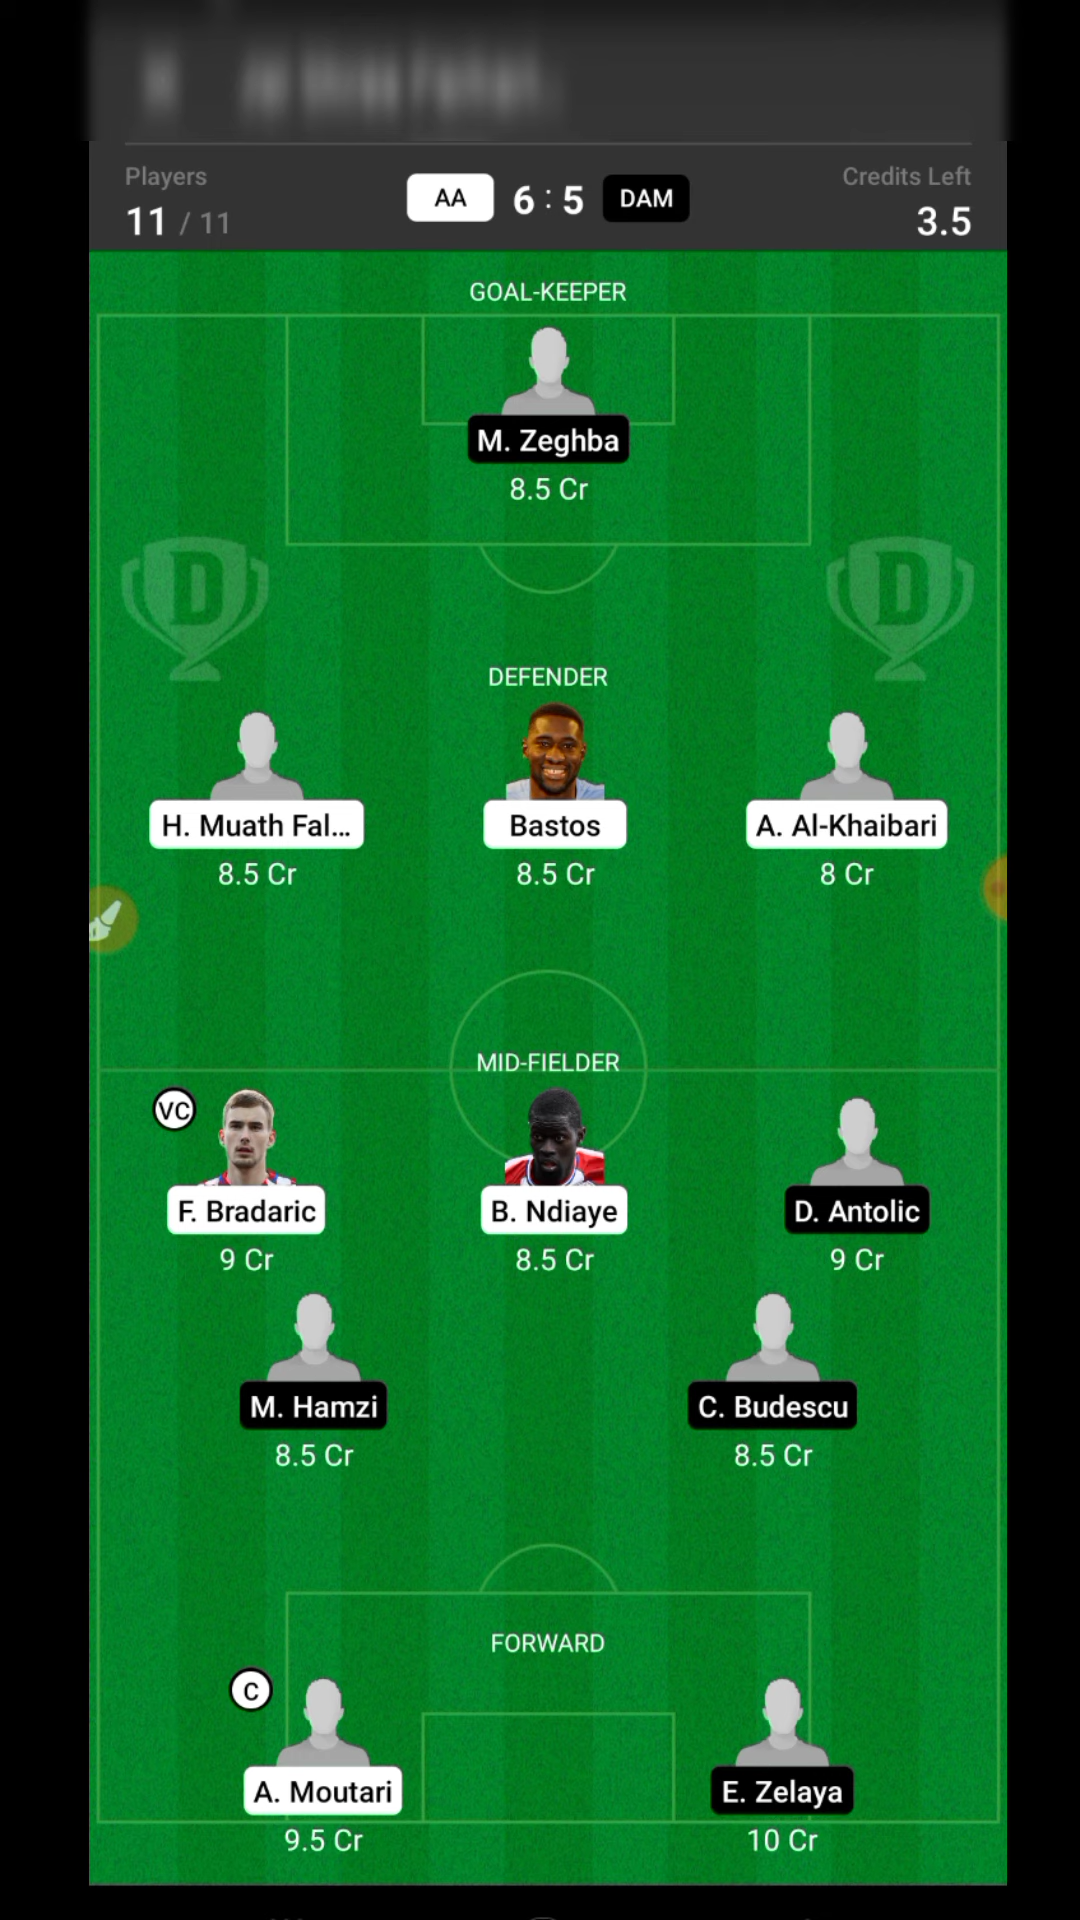 Players
11 / 11
AA 6 : 5 DAM
Credits Left
3.5
GOAL-KEEPER
M. Zeghba
8.5 Cr
D D
DEFENDER
H. Muath Fal... Bastos A. Al-Khaibari
8.5 Cr 8.5 Cr 8 Cr
MID-FIELDER
VC
F. Bradaric B. Ndiaye D. Antolic
9 Cr 8.5 Cr 9 Cr
M. Hamzi C. Budescu
8.5 Cr 8.5 Cr
FORWARD
C
A. Moutari E. Zelaya
9.5 Cr 10 Cr